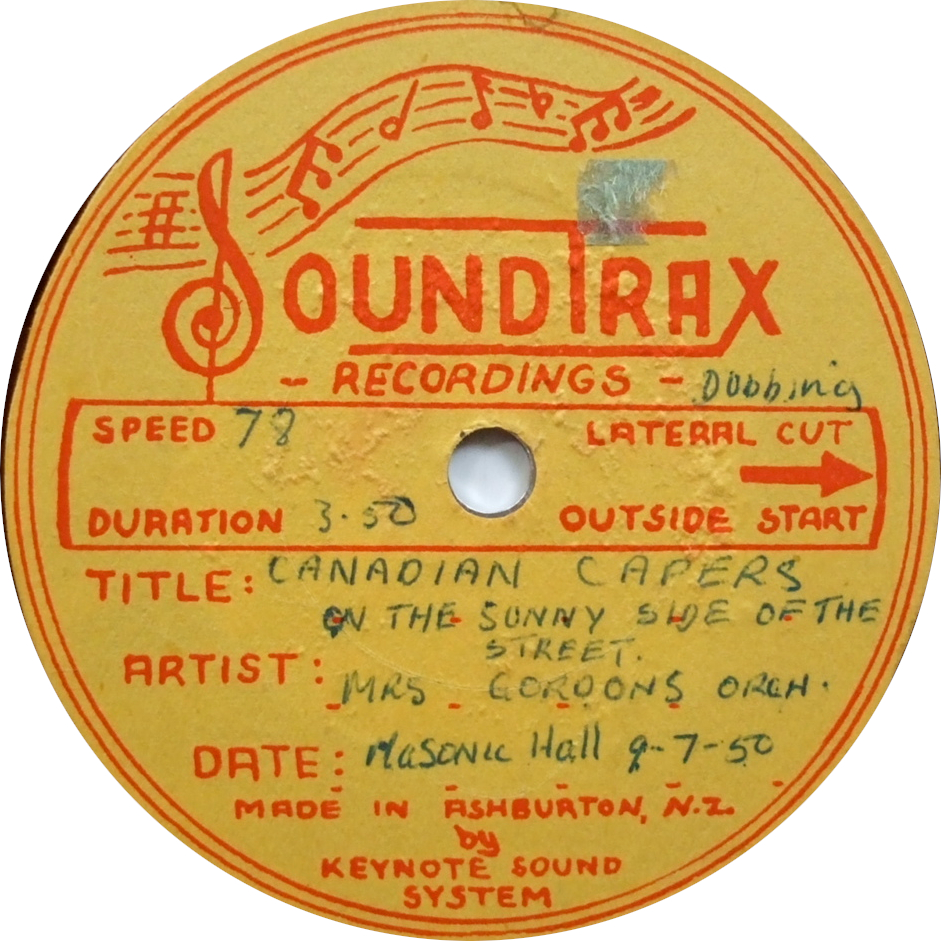 SOUNDTRAX
- RECORDINGS - Dubbing
SPEED 78
LATERAL CUT
DURATION 3.50
OUTSIDE START
TITLE: CANADIAN CAPERS
ON THE SUNNY SIDE OF THE
STREET.
ARTIST: MRS GORDONS ORCH.
DATE: Masonic Hall 9-7-50
MADE IN ASHBURTON, N.Z.
by
KEYNOTE SOUND
SYSTEM